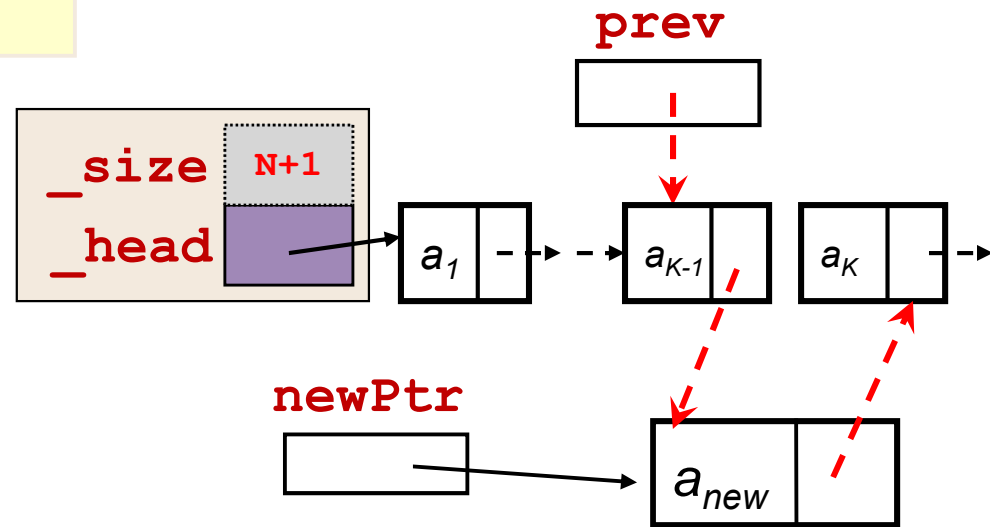 prev
_size N+1
_head
a1
aK-1
aK
newPtr
anew